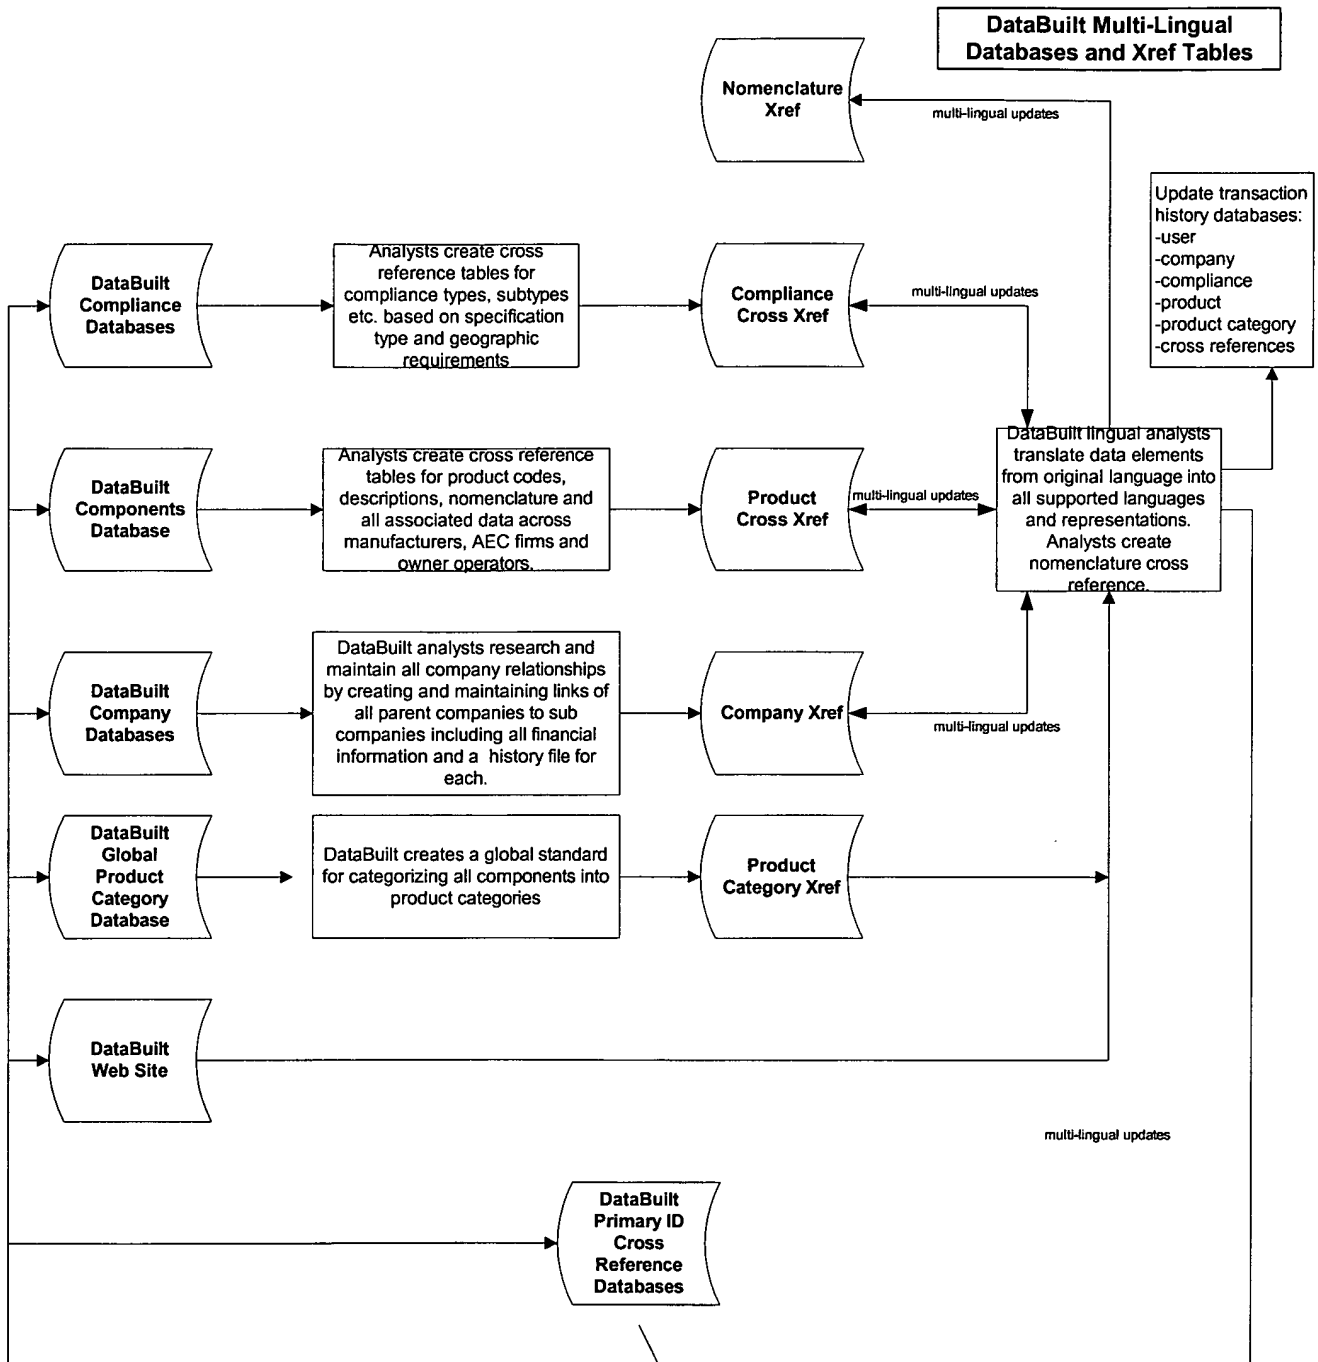 DataBuilt Multi-Lingual
Databases and Xref Tables
Nomenclature
Xref
multi-lingual updates
Update transaction
history databases:
-user
-company
-compliance
-product
-product category
-cross references
DataBuilt
Compliance
Databases
Analysts create cross
reference tables for
compliance types, subtypes
etc. based on specification
type and geographic
requirements
Compliance
Cross Xref
multi-lingual updates
DataBuilt
Components
Database
Analysts create cross reference
tables for product codes,
descriptions, nomenclature and
all associated data across
manufacturers, AEC firms and
owner operators.
Product
Cross Xref
multi-lingual updates
DataBuilt lingual analysts
translate data elements
from original language into
all supported languages
and representations.
Analysts create
nomenclature cross
reference.
DataBuilt
Company
Databases
DataBuilt analysts research and
maintain all company relationships
by creating and maintaining links of
all parent companies to sub
companies including all financial
information and a history file for
each.
Company Xref
multi-lingual updates
DataBuilt
Global
Product
Category
Database
DataBuilt creates a global standard
for categorizing all components into
product categories
Product
Category Xref
DataBuilt
Web Site
multi-lingual updates
DataBuilt
Primary ID
Cross
Reference
Databases